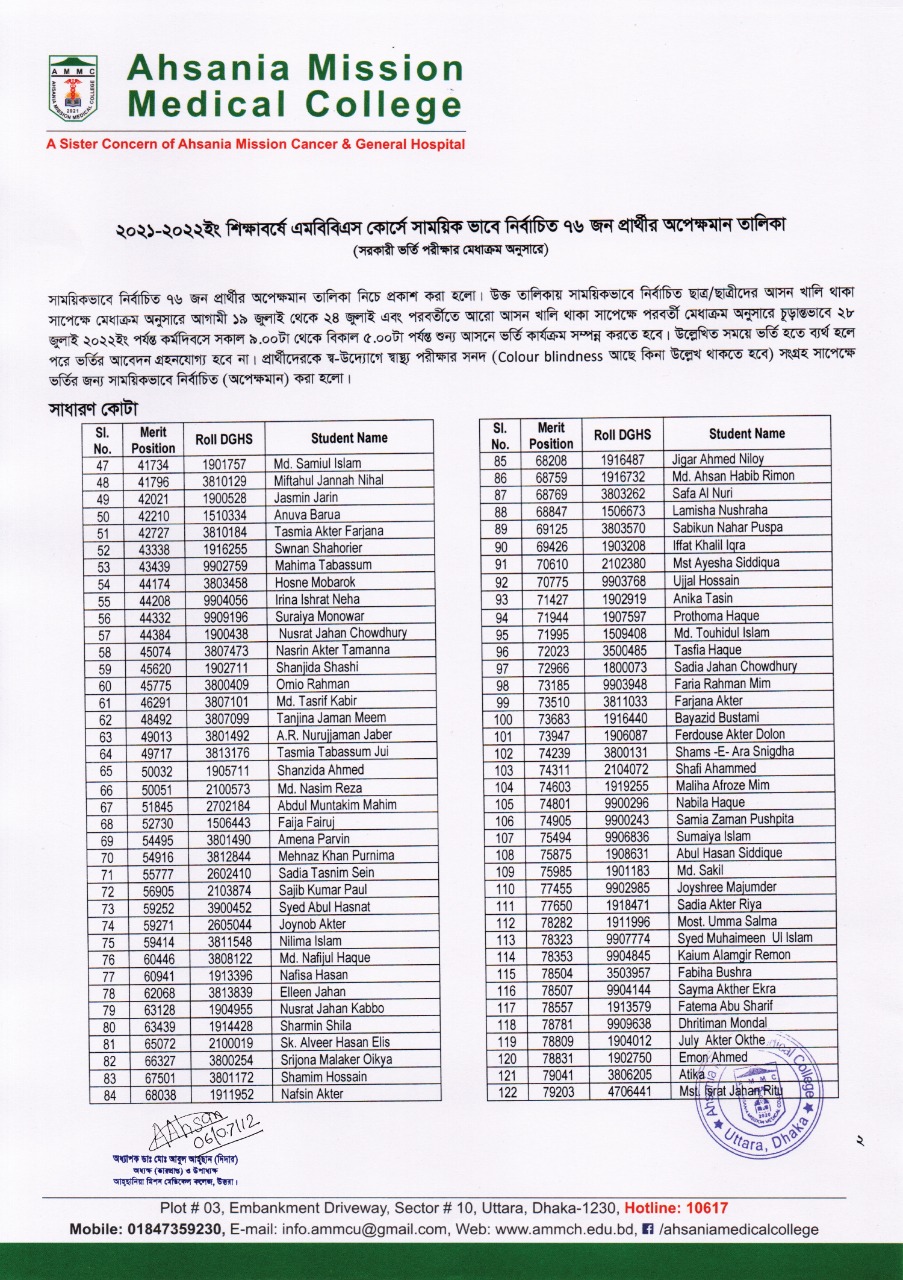 AMMC
AHSANIA MISSION MEDICAL COLLEGE
2021
Ahsania Mission
Medical College
A Sister Concern of Ahsania Mission Cancer & General Hospital
২০২১-২০২২ইং শিক্ষাবর্ষে এমবিবিএস কোর্সে সাময়িক ভাবে নির্বাচিত ৭৬ জন প্রার্থীর অপেক্ষমান তালিকা
(সরকারী ভর্তি পরীক্ষার মেধাক্রম অনুসারে)
সাময়িকভাবে নির্বাচিত ৭৬ জন প্রার্থীর অপেক্ষমান তালিকা নিচে প্রকাশ করা হলো। উক্ত তালিকায় সাময়িকভাবে নির্বাচিত ছাত্র/ছাত্রীদের আসন খালি থাকা
সাপেক্ষে মেধাক্রম অনুসারে আগামী ১৯ জুলাই থেকে ২৪ জুলাই এবং পরবর্তীতে আরো আসন খালি থাকা সাপেক্ষে পরবর্তী মেধাক্রম অনুসারে চুড়ান্তভাবে ২৮
জুলাই ২০২২ইং পর্যন্ত কর্মদিবসে সকাল ৯.০০টা থেকে বিকাল ৫.০০টা পর্যন্ত শুন্য আসনে ভর্তি কার্যক্রম সম্পন্ন করতে হবে। উল্লেখিত সময়ে ভর্তি হতে ব্যর্থ হলে
পরে ভর্তির আবেদন গ্রহনযোগ্য হবে না। প্রার্থীদেরকে স্ব-উদ্যোগে স্বাস্থ্য পরীক্ষার সনদ (Colour blindness আছে কিনা উল্লেখ থাকতে হবে) সংগ্রহ সাপেক্ষে
ভর্তির জন্য সাময়িকভাবে নির্বাচিত (অপেক্ষমান) করা হলো।
সাধারণ কোটা
Sl. No. Merit Position Roll DGHS Student Name
47 41734 1901757 Md. Samiul Islam
48 41796 3810129 Miftahul Jannah Nihal
49 42021 1900528 Jasmin Jarin
50 42210 1510334 Anuva Barua
51 42727 3810184 Tasmia Akter Farjana
52 43338 1916255 Swnan Shahorier
53 43439 9902759 Mahima Tabassum
54 44174 3803458 Hosne Mobarok
55 44208 9904056 Irina Ishrat Neha
56 44332 9909196 Suraiya Monowar
57 44384 1900438 Nusrat Jahan Chowdhury
58 45074 3807473 Nasrin Akter Tamanna
59 45620 1902711 Shanjida Shashi
60 45775 3800409 Omio Rahman
61 46291 3807101 Md. Tasrif Kabir
62 48492 3807099 Tanjina Jaman Meem
63 49013 3801492 A.R. Nurujjaman Jaber
64 49717 3813176 Tasmia Tabassum Jui
65 50032 1905711 Shanzida Ahmed
66 50051 2100573 Md. Nasim Reza
67 51845 2702184 Abdul Muntakim Mahim
68 52730 1506443 Faija Fairuj
69 54495 3801490 Amena Parvin
70 54916 3812844 Mehnaz Khan Purnima
71 55777 2602410 Sadia Tasnim Sein
72 56905 2103874 Sajib Kumar Paul
73 59252 3900452 Syed Abul Hasnat
74 59271 2605044 Joynob Akter
75 59414 3811548 Nilima Islam
76 60446 3808122 Md. Nafijul Haque
77 60941 1913396 Nafisa Hasan
78 62068 3813839 Elleen Jahan
79 63128 1904955 Nusrat Jahan Kabbo
80 63439 1914428 Sharmin Shila
81 65072 2100019 Sk. Alveer Hasan Elis
82 66327 3800254 Srijona Malaker Oikya
83 67501 3801172 Shamim Hossain
84 68038 1911952 Nafsin Akter
Sl. No. Merit Position Roll DGHS Student Name
85 68208 1916487 Jigar Ahmed Niloy
86 68759 1916732 Md. Ahsan Habib Rimon
87 68769 3803262 Safa Al Nuri
88 68847 1506673 Lamisha Nushraha
89 69125 3803570 Sabikun Nahar Puspa
90 69426 1903208 Iffat Khalil Iqra
91 70610 2102380 Mst Ayesha Siddiqua
92 70775 9903768 Ujjal Hossain
93 71427 1902919 Anika Tasin
94 71944 1907597 Prothoma Haque
95 71995 1509408 Md. Touhidul Islam
96 72023 3500485 Tasfia Haque
97 72966 1800073 Sadia Jahan Chowdhury
98 73185 9903948 Faria Rahman Mim
99 73510 3811033 Farjana Akter
100 73683 1916440 Bayazid Bustami
101 73947 1906087 Ferdouse Akter Dolon
102 74239 3800131 Shams -E- Ara Snigdha
103 74311 2104072 Shafi Ahammed
104 74603 1919255 Maliha Afroze Mim
105 74801 9900296 Nabila Haque
106 74905 9900243 Samia Zaman Pushpita
107 75494 9906836 Sumaiya Islam
108 75875 1908631 Abul Hasan Siddique
109 75985 1901183 Md. Sakil
110 77455 9902985 Joyshree Majumder
111 77650 1918471 Sadia Akter Riya
112 78282 1911996 Most. Umma Salma
113 78323 9907774 Syed Muhaimeen Ul Islam
114 78353 9904845 Kaium Alamgir Remon
115 78504 3503957 Fabiha Bushra
116 78507 9904144 Sayma Akther Ekra
117 78557 1913579 Fatema Abu Sharif
118 78781 9909638 Dhritiman Mondal
119 78809 1904012 July Akter Okthe
120 78831 1902750 Emon Ahmed
121 79041 3806205 Atika
122 79203 4706441 Mst. Israt Jahan Ritu
Ahsania Medical College
Uttara, Dhaka
AAhsan
06/07/12
২
অধ্যাপক ডাঃ মোঃ আবুল আহ্ছান (দিদার)
অধ্যক্ষ (ভারপ্রাপ্ত) ও উপাধ্যক্ষ
আহ্ছানিয়া মিশন মেডিকেল কলেজ, উত্তরা।
Plot # 03, Embankment Driveway, Sector # 10, Uttara, Dhaka-1230, Hotline: 10617
Mobile: 01847359230, E-mail: info.ammcu@gmail.com, Web: www.ammch.edu.bd, /ahsaniamedicalcollege